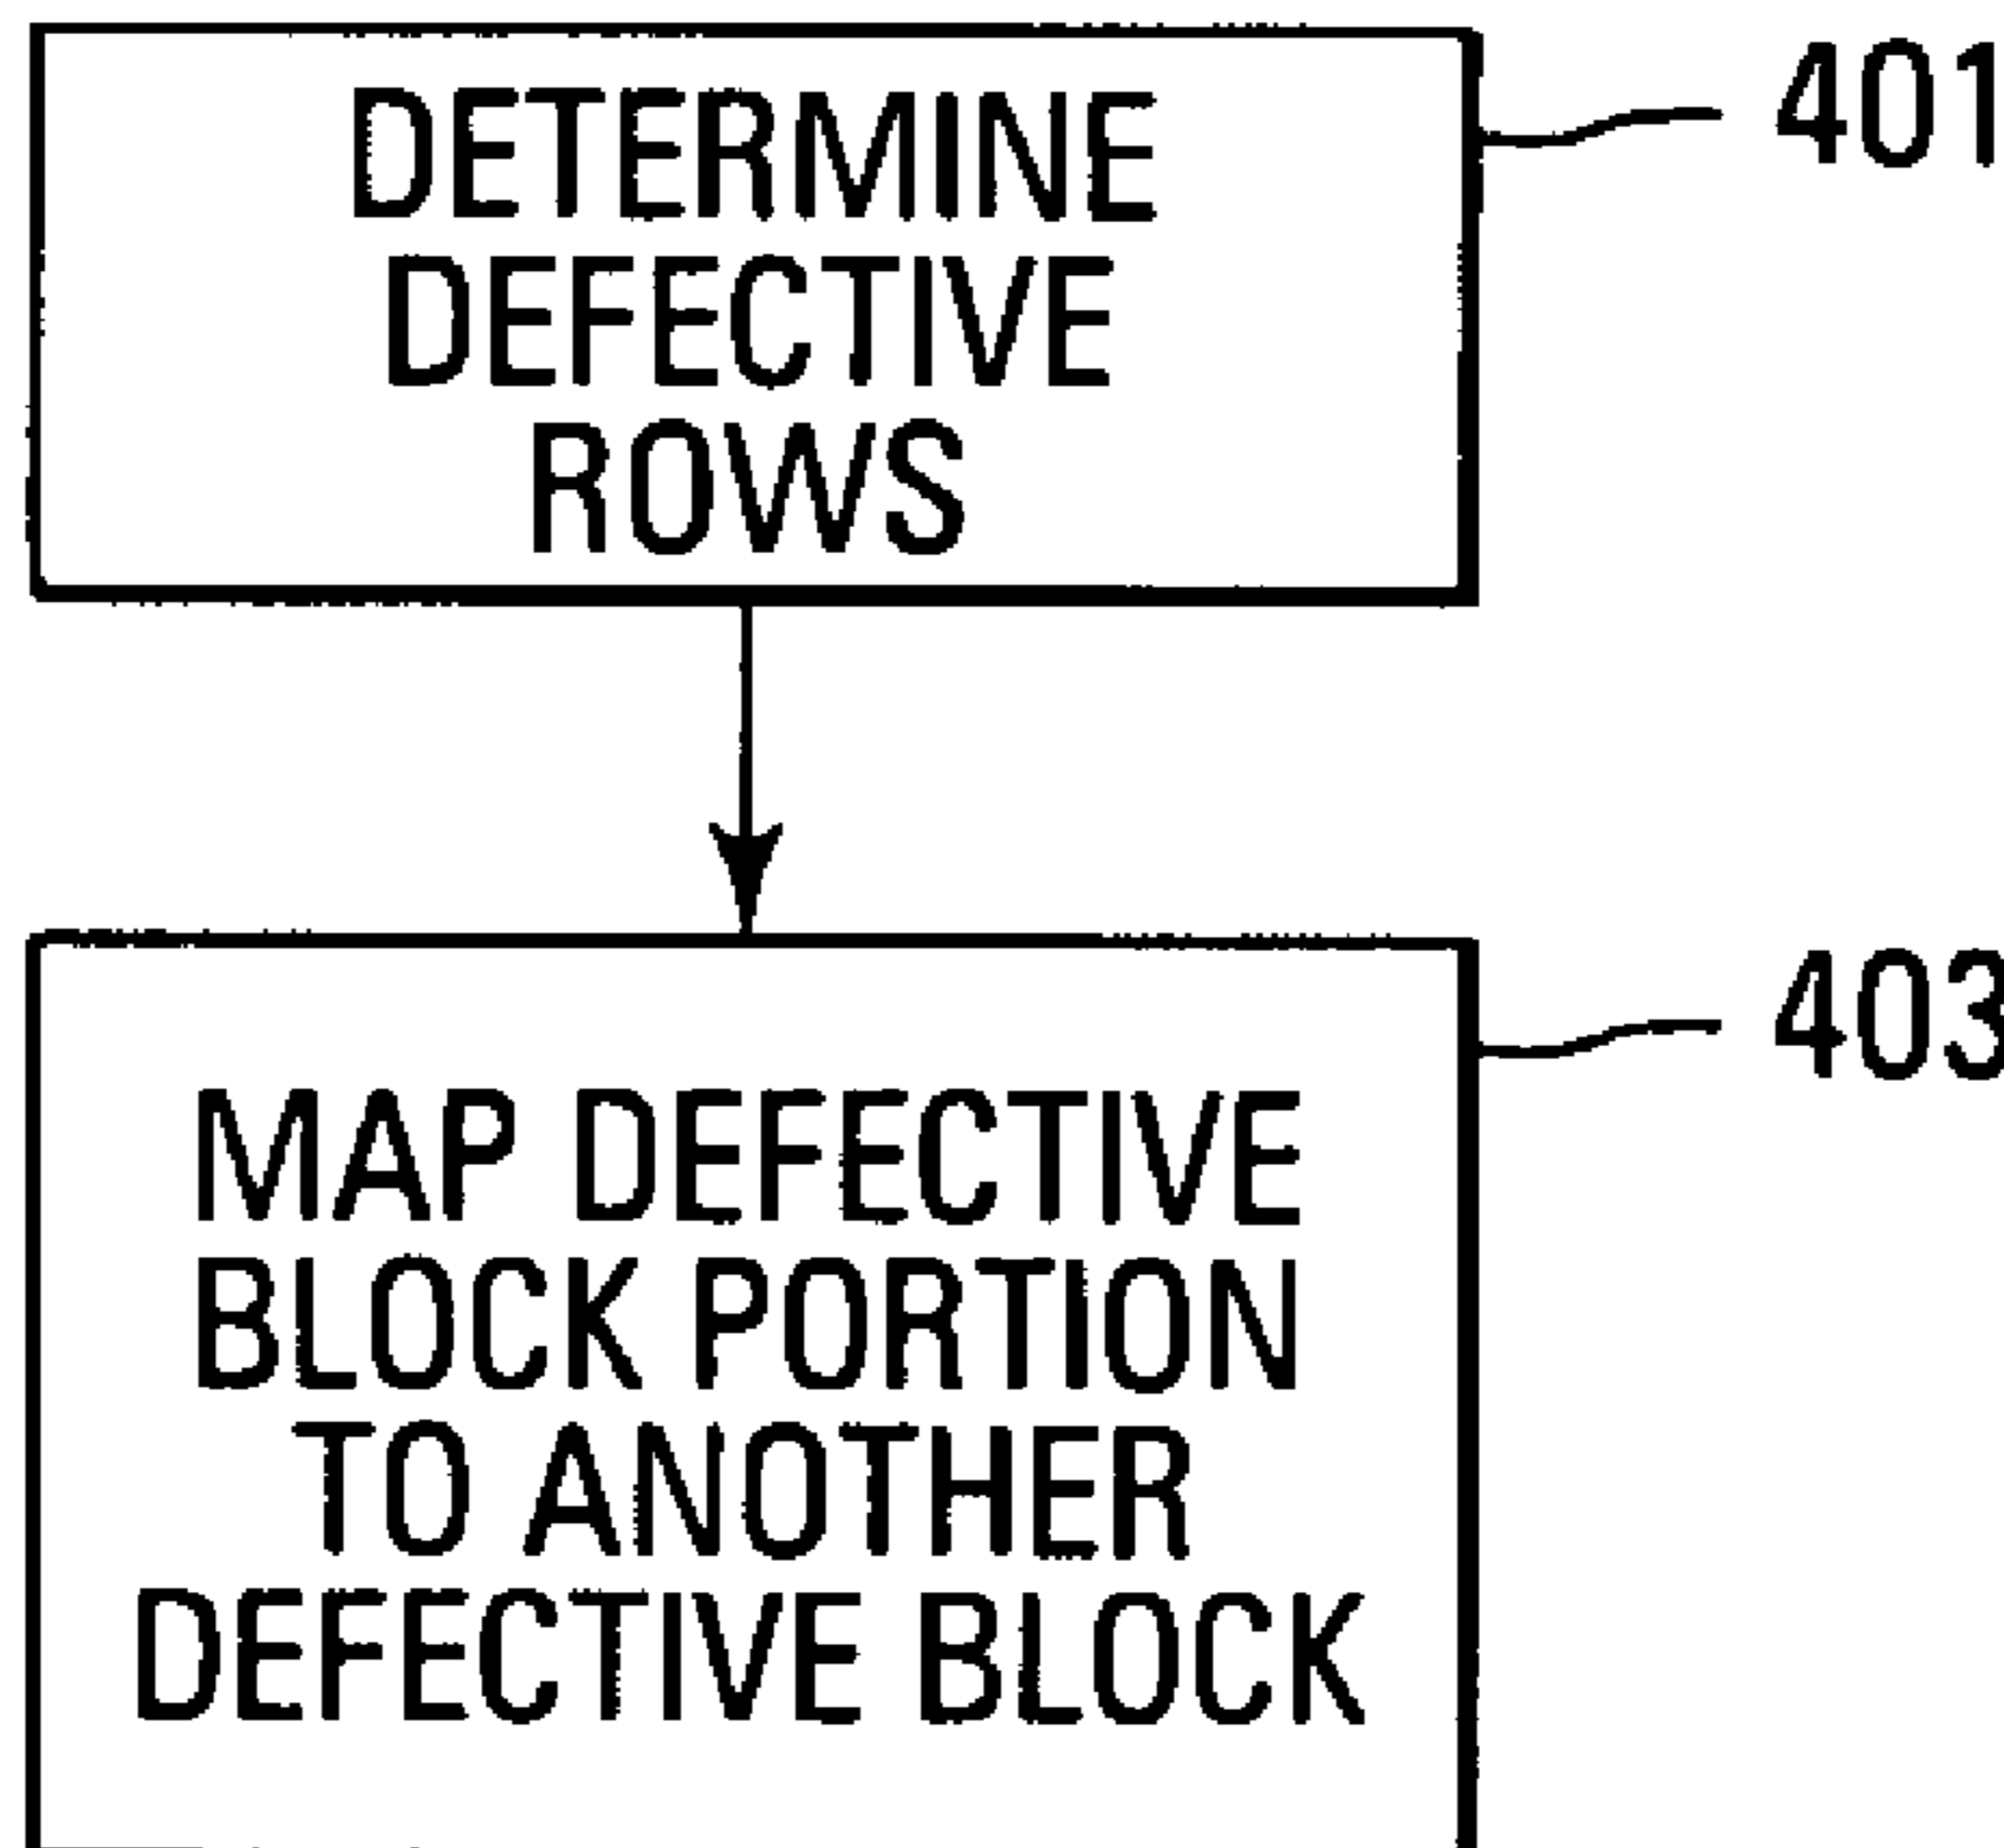 DETERMINE
DEFECTIVE
ROWS
401
MAP DEFECTIVE
BLOCK PORTION
TO ANOTHER
DEFECTIVE BLOCK
403